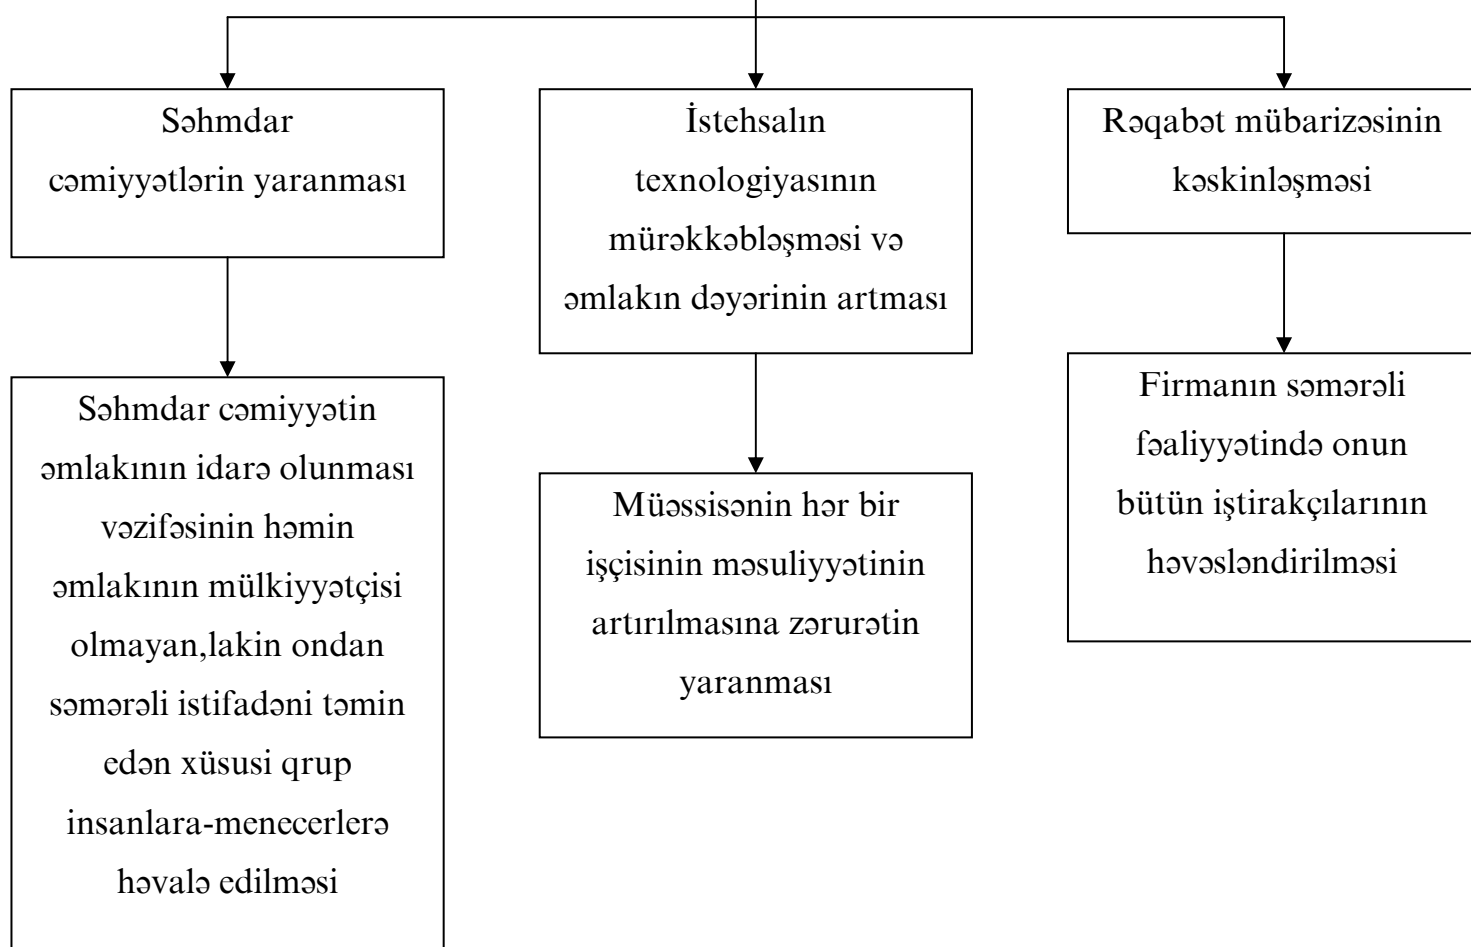 Səhmdar
cəmiyyətlərin yaranması
İstehsalın
texnologiyasının
mürəkkəbləşməsi və
əmlakın dəyərinin artması
Rəqabət mübarizəsinin
kəskinləşməsi
Səhmdar cəmiyyətin
əmlakının idarə olunması
vəzifəsinin həmin
əmlakının mülkiyyətçisi
olmayan,lakin ondan
səmərəli istifadəni təmin
edən xüsusi qrup
insanlara-menecerlerə
həvalə edilməsi
Müəssisənin hər bir
işçisinin məsuliyyətinin
artırılmasına zərurətin
yaranması
Firmanın səmərəli
fəaliyyətində onun
bütün iştirakçılarının
həvəsləndirilməsi